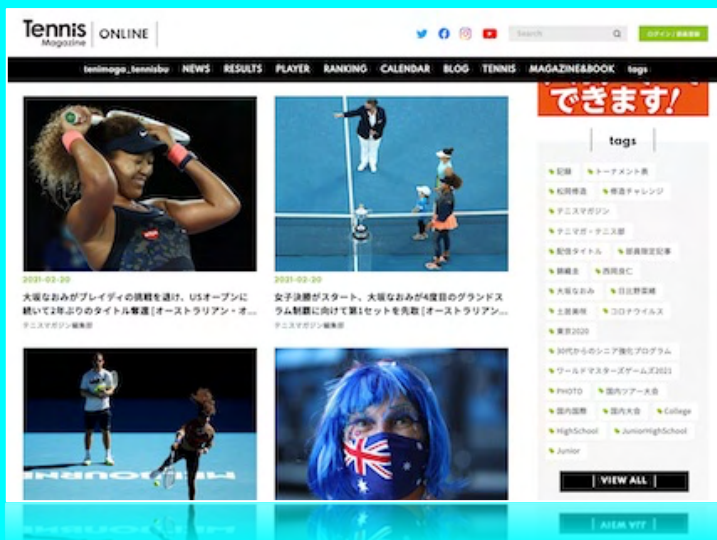 Tennis
Magazine
ONLINE
Search
ログイン / 新規登録
tenimaga_tennisbu NEWS RESULTS PLAYER RANKING CALENDAR BLOG TENNIS MAGAZINE&BOOK tags
できます!
tags
記録 トーナメント表
松岡修造 修造チャレンジ
テニスマガジン
テニマガ・テニス部
配信タイトル 部員限定記事
錦織圭 西岡良仁
大坂なおみ 日比野菜緒
土居美咲 コロナウイルス
東京2020
30代からのシニア強化プログラム
ワールドマスターズゲームズ2021
PHOTO 国内ツアー大会
国内国際 国内大会 College
HighSchool JuniorHighSchool
Junior
VIEW ALL
2021-02-20
大坂なおみがブレイディの挑戦を退け、USオープンに
続いて2年ぶりのタイトル奪還 [オーストラリアン・オ...
テニスマガジン編集部
2021-02-20
女子決勝がスタート、大坂なおみが4度目のグランドス
ラム制覇に向けて第1セットを先取 [オーストラリアン...
テニスマガジン編集部